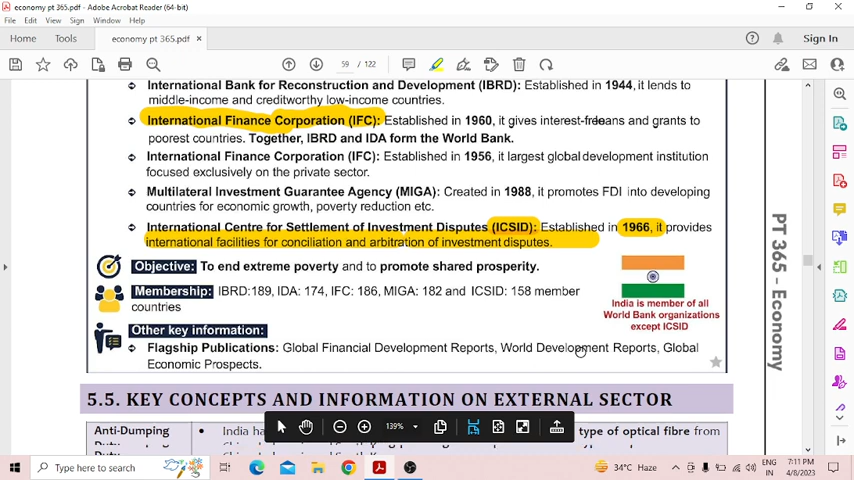 economy pt 365.pdf - Adobe Acrobat Reader (64-bit)
File Edit View Sign Window Help
Home Tools economy pt 365.pdf × Sign In
59 / 122
International Bank for Reconstruction and Development (IBRD): Established in 1944, it lends to
middle-income and creditworthy low-income countries.
International Finance Corporation (IFC): Established in 1960, it gives interest-free loans and grants to
poorest countries. Together, IBRD and IDA form the World Bank.
International Finance Corporation (IFC): Established in 1956, it largest global development institution
focused exclusively on the private sector.
Multilateral Investment Guarantee Agency (MIGA): Created in 1988, it promotes FDI into developing
countries for economic growth, poverty reduction etc.
International Centre for Settlement of Investment Disputes (ICSID): Established in 1966, it provides
international facilities for conciliation and arbitration of investment disputes.
Objective: To end extreme poverty and to promote shared prosperity.
Membership: IBRD:189, IDA: 174, IFC: 186, MIGA: 182 and ICSID: 158 member
countries
India is member of all
World Bank organizations
except ICSID
Other key information:
Flagship Publications: Global Financial Development Reports, World Development Reports, Global
Economic Prospects.
PT 365 - Economy
5.5. KEY CONCEPTS AND INFORMATION ON EXTERNAL SECTOR
Anti-Dumping
India ha
type of optical fibre from
139%
Type here to search
34°C Haze
ENG
IN
7:11 PM
4/8/2023